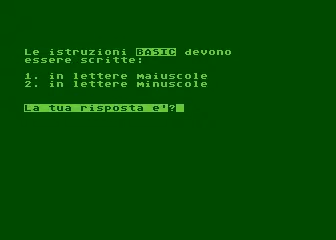 Le istruzioni BASIC devono
essere scritte:
1. in lettere maiuscole
2. in lettere minuscole
La tua risposta e'?